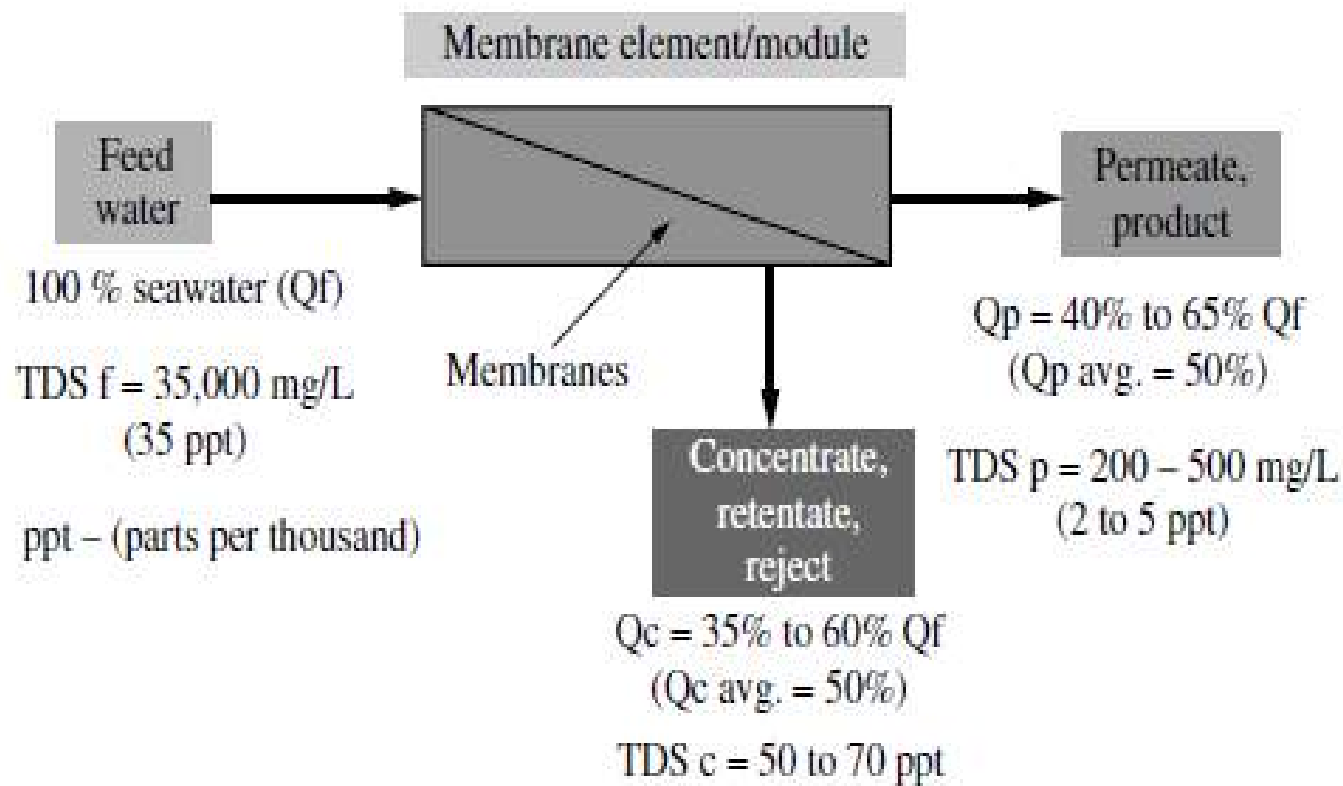 Membrane element/module
Feed
water
100 % seawater (Qf)
TDS f = 35,000 mg/L
(35 ppt)
ppt – (parts per thousand)
Membranes
Permeate,
product
Qp = 40% to 65% Qf
(Qp avg. = 50%)
TDS p = 200 – 500 mg/L
(2 to 5 ppt)
Concentrate,
retentate,
reject
Qc = 35% to 60% Qf
(Qc avg. = 50%)
TDS c = 50 to 70 ppt